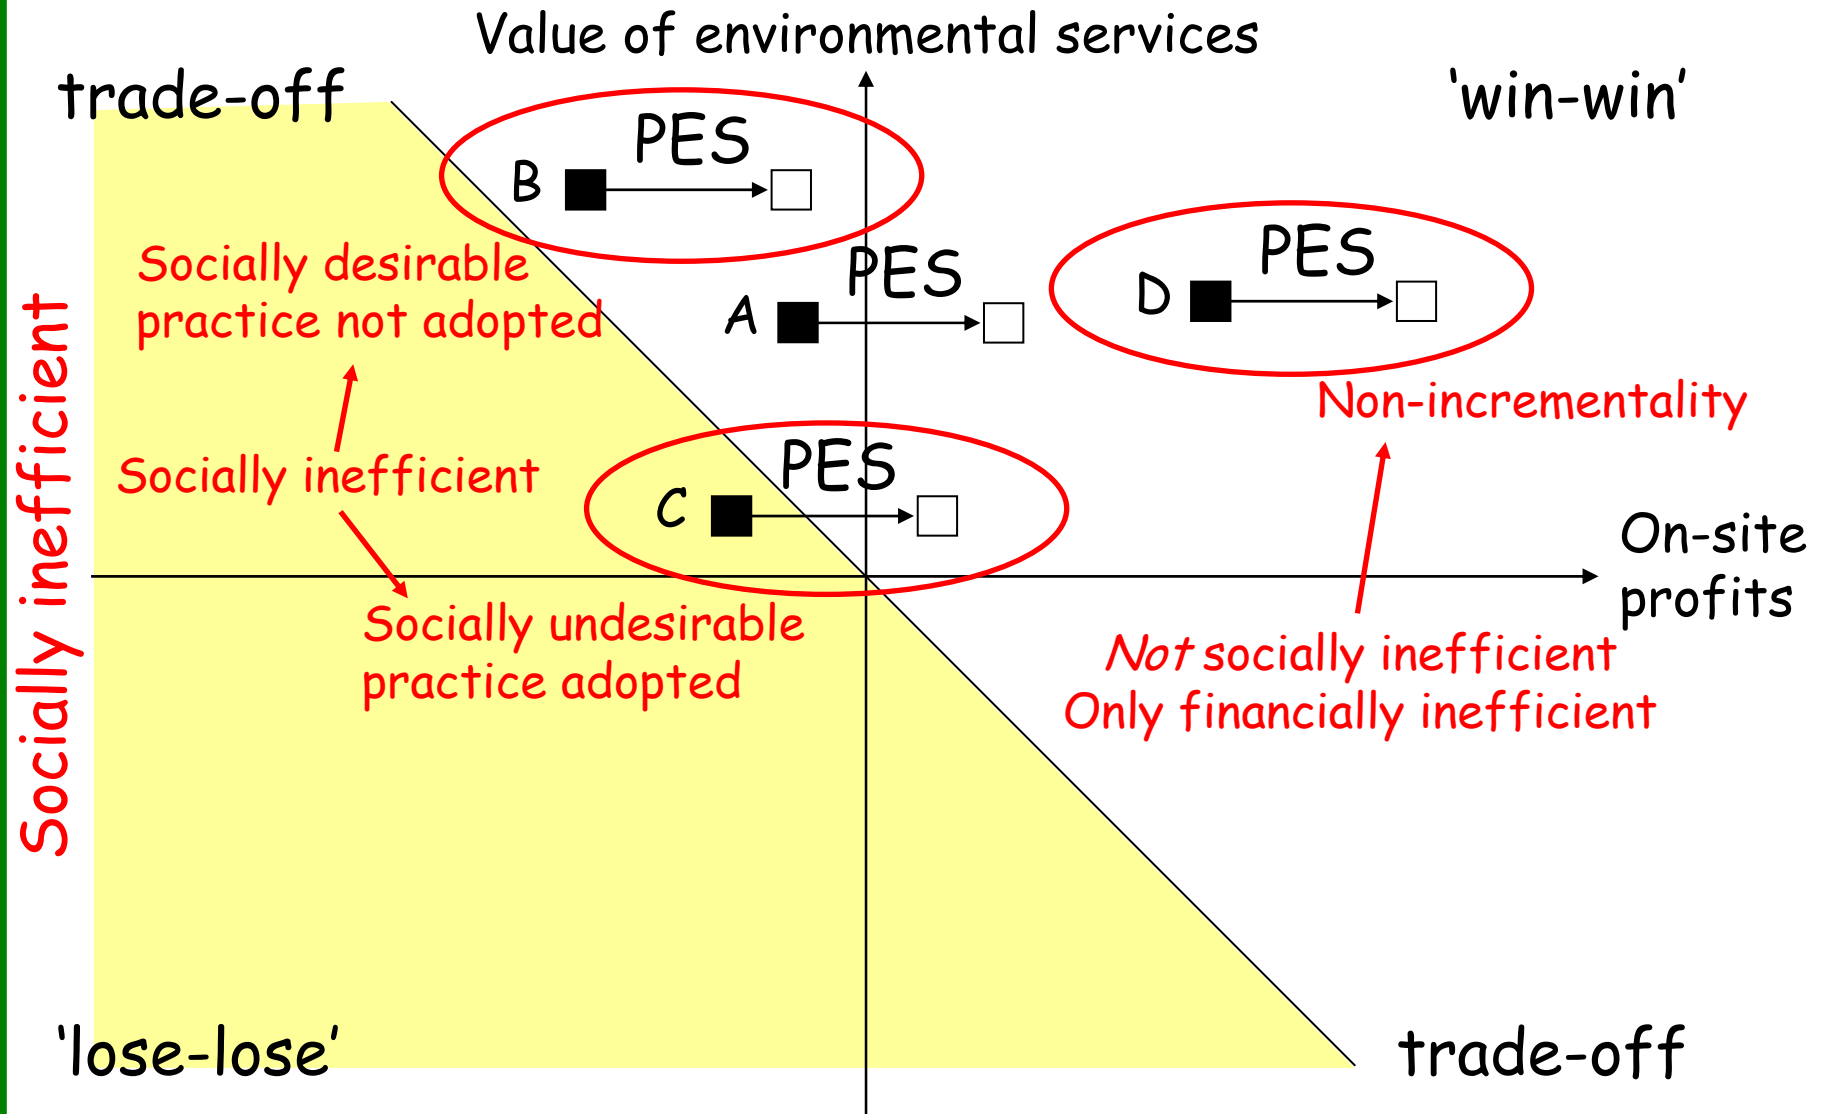 Value of environmental services
trade-off
‘win-win’
PES
B
PES
D
Socially desirable
practice not adopted
PES
A
Non-incrementality
Socially inefficient
Socially inefficient
PES
C
On-site
profits
Socially undesirable
practice adopted
Not socially inefficient
Only financially inefficient
‘lose-lose’
trade-off